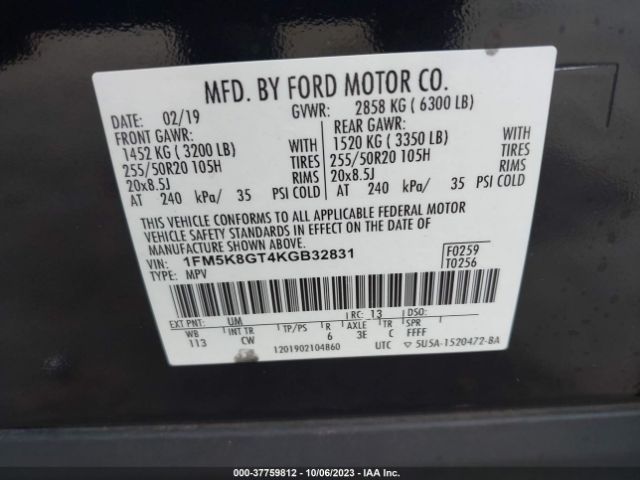 MFD. BY FORD MOTOR CO.
DATE: 02/19 GVWR: 2858 KG ( 6300 LB)
FRONT GAWR: REAR GAWR:
1452 KG ( 3200 LB) WITH 1520 KG ( 3350 LB) WITH
255/50R20 105H TIRES 255/50R20 105H TIRES
20x8.5J RIMS 20x8.5J RIMS
AT 240 kPa/ 35 PSI COLD AT 240 kPa/ 35 PSI COLD
THIS VEHICLE CONFORMS TO ALL APPLICABLE FEDERAL MOTOR
VEHICLE SAFETY STANDARDS IN EFFECT ON THE DATE OF
MANUFACTURE SHOWN ABOVE.
VIN: 1FM5K8GT4KGB32831 F0259
TYPE: MPV T0256
EXT PNT: UM RC: 13 DSO:
WB INT TR TP/PS R AXLE TR SPR
113 CW 6 3E C FFFF
1201902104860 UTC ▽ 5U5A-1520472-8A
000-37759812 - 10/06/2023 - IAAI.COM